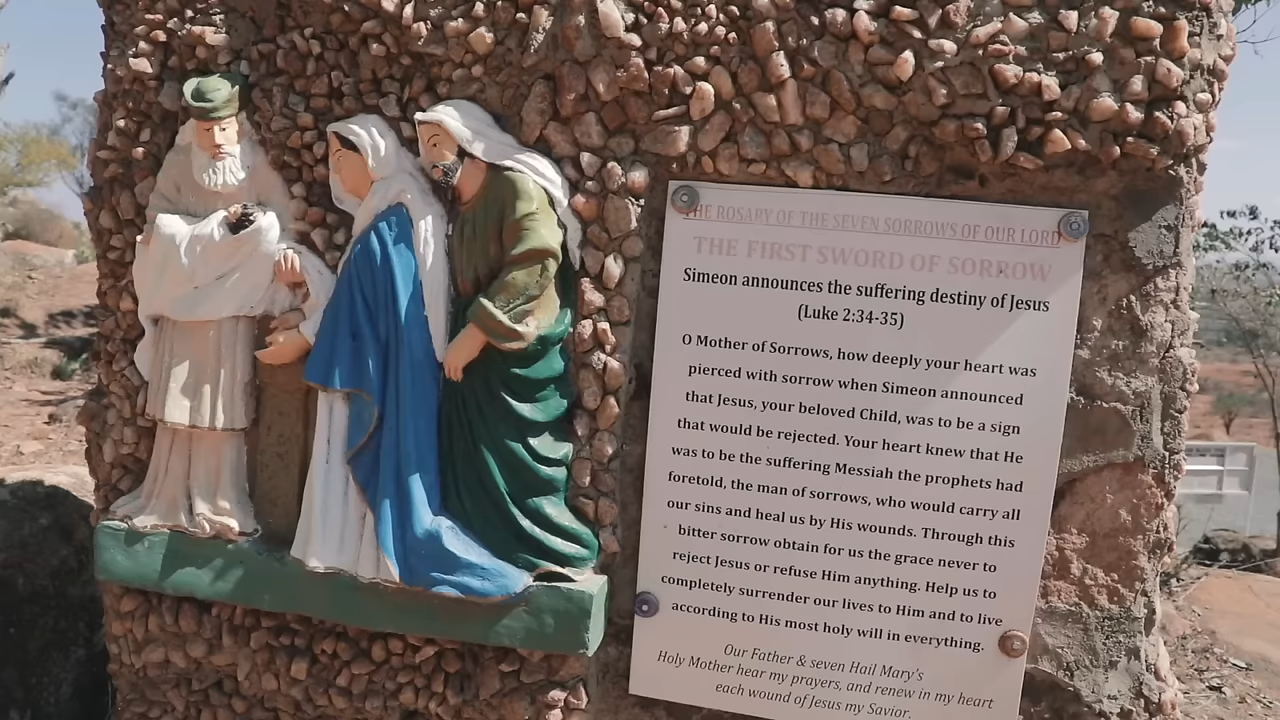 THE ROSARY OF THE SEVEN SORROWS OF OUR LORD
THE FIRST SWORD OF SORROW
Simeon announces the suffering destiny of Jesus
(Luke 2:34-35)
O Mother of Sorrows, how deeply your heart was
pierced with sorrow when Simeon announced
that Jesus, your beloved Child, was to be a sign
that would be rejected. Your heart knew that He
was to be the suffering Messiah the prophets had
foretold, the man of sorrows, who would carry all
our sins and heal us by His wounds. Through this
bitter sorrow obtain for us the grace never to
reject Jesus or refuse Him anything. Help us to
completely surrender our lives to Him and to live
according to His most holy will in everything.
Our Father & seven Hail Mary's
Holy Mother hear my prayers, and renew in my heart
each wound of Jesus my Savior.